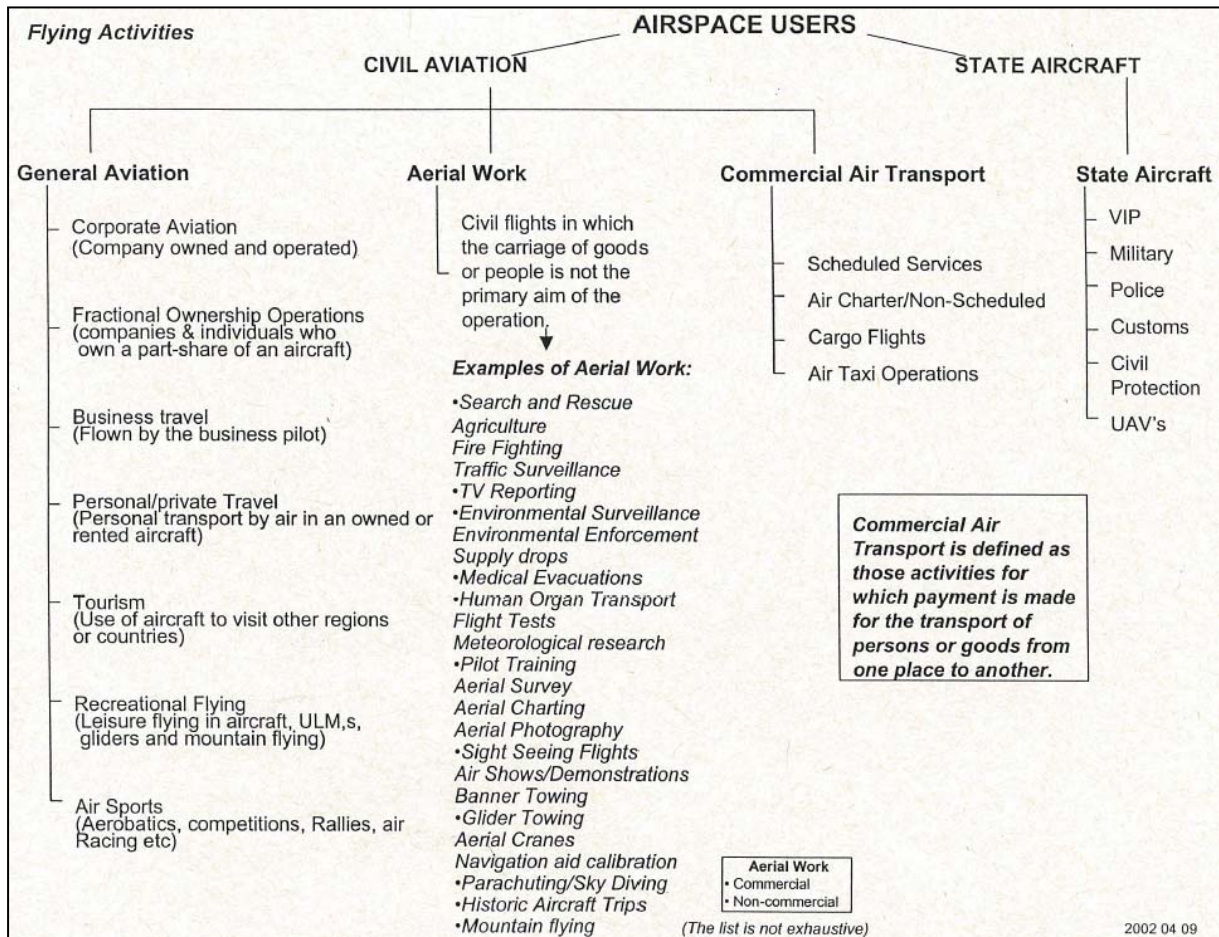 Flying Activities
AIRSPACE USERS
CIVIL AVIATION
STATE AIRCRAFT
General Aviation
Corporate Aviation
(Company owned and operated)
Fractional Ownership Operations
(companies & individuals who
own a part-share of an aircraft)
Business travel
(Flown by the business pilot)
Personal/private Travel
(Personal transport by air in an owned or
rented aircraft)
Tourism
(Use of aircraft to visit other regions
or countries)
Recreational Flying
(Leisure flying in aircraft, ULM,s,
gliders and mountain flying)
Air Sports
(Aerobatics, competitions, Rallies, air
Racing etc)
Aerial Work
Civil flights in which
the carriage of goods
or people is not the
primary aim of the
operation,
Examples of Aerial Work:
•Search and Rescue
Agriculture
Fire Fighting
Traffic Surveillance
•TV Reporting
•Environmental Surveillance
Environmental Enforcement
Supply drops
•Medical Evacuations
•Human Organ Transport
Flight Tests
Meteorological research
•Pilot Training
Aerial Survey
Aerial Charting
Aerial Photography
•Sight Seeing Flights
Air Shows/Demonstrations
Banner Towing
•Glider Towing
Aerial Cranes
Navigation aid calibration
•Parachuting/Sky Diving
•Historic Aircraft Trips
•Mountain flying
Commercial Air Transport
Scheduled Services
Air Charter/Non-Scheduled
Cargo Flights
Air Taxi Operations
State Aircraft
VIP
Military
Police
Customs
Civil
Protection
UAV's
Commercial Air
Transport is defined as
those activities for
which payment is made
for the transport of
persons or goods from
one place to another.
Aerial Work
• Commercial
• Non-commercial
(The list is not exhaustive)
2002 04 09